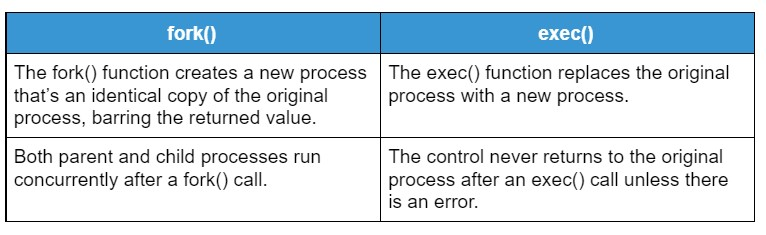 fork()
exec()
The fork() function creates a new process
that's an identical copy of the original
process, barring the returned value.
The exec() function replaces the original
process with a new process.
Both parent and child processes run
concurrently after a fork() call.
The control never returns to the original
process after an exec() call unless there
is an error.